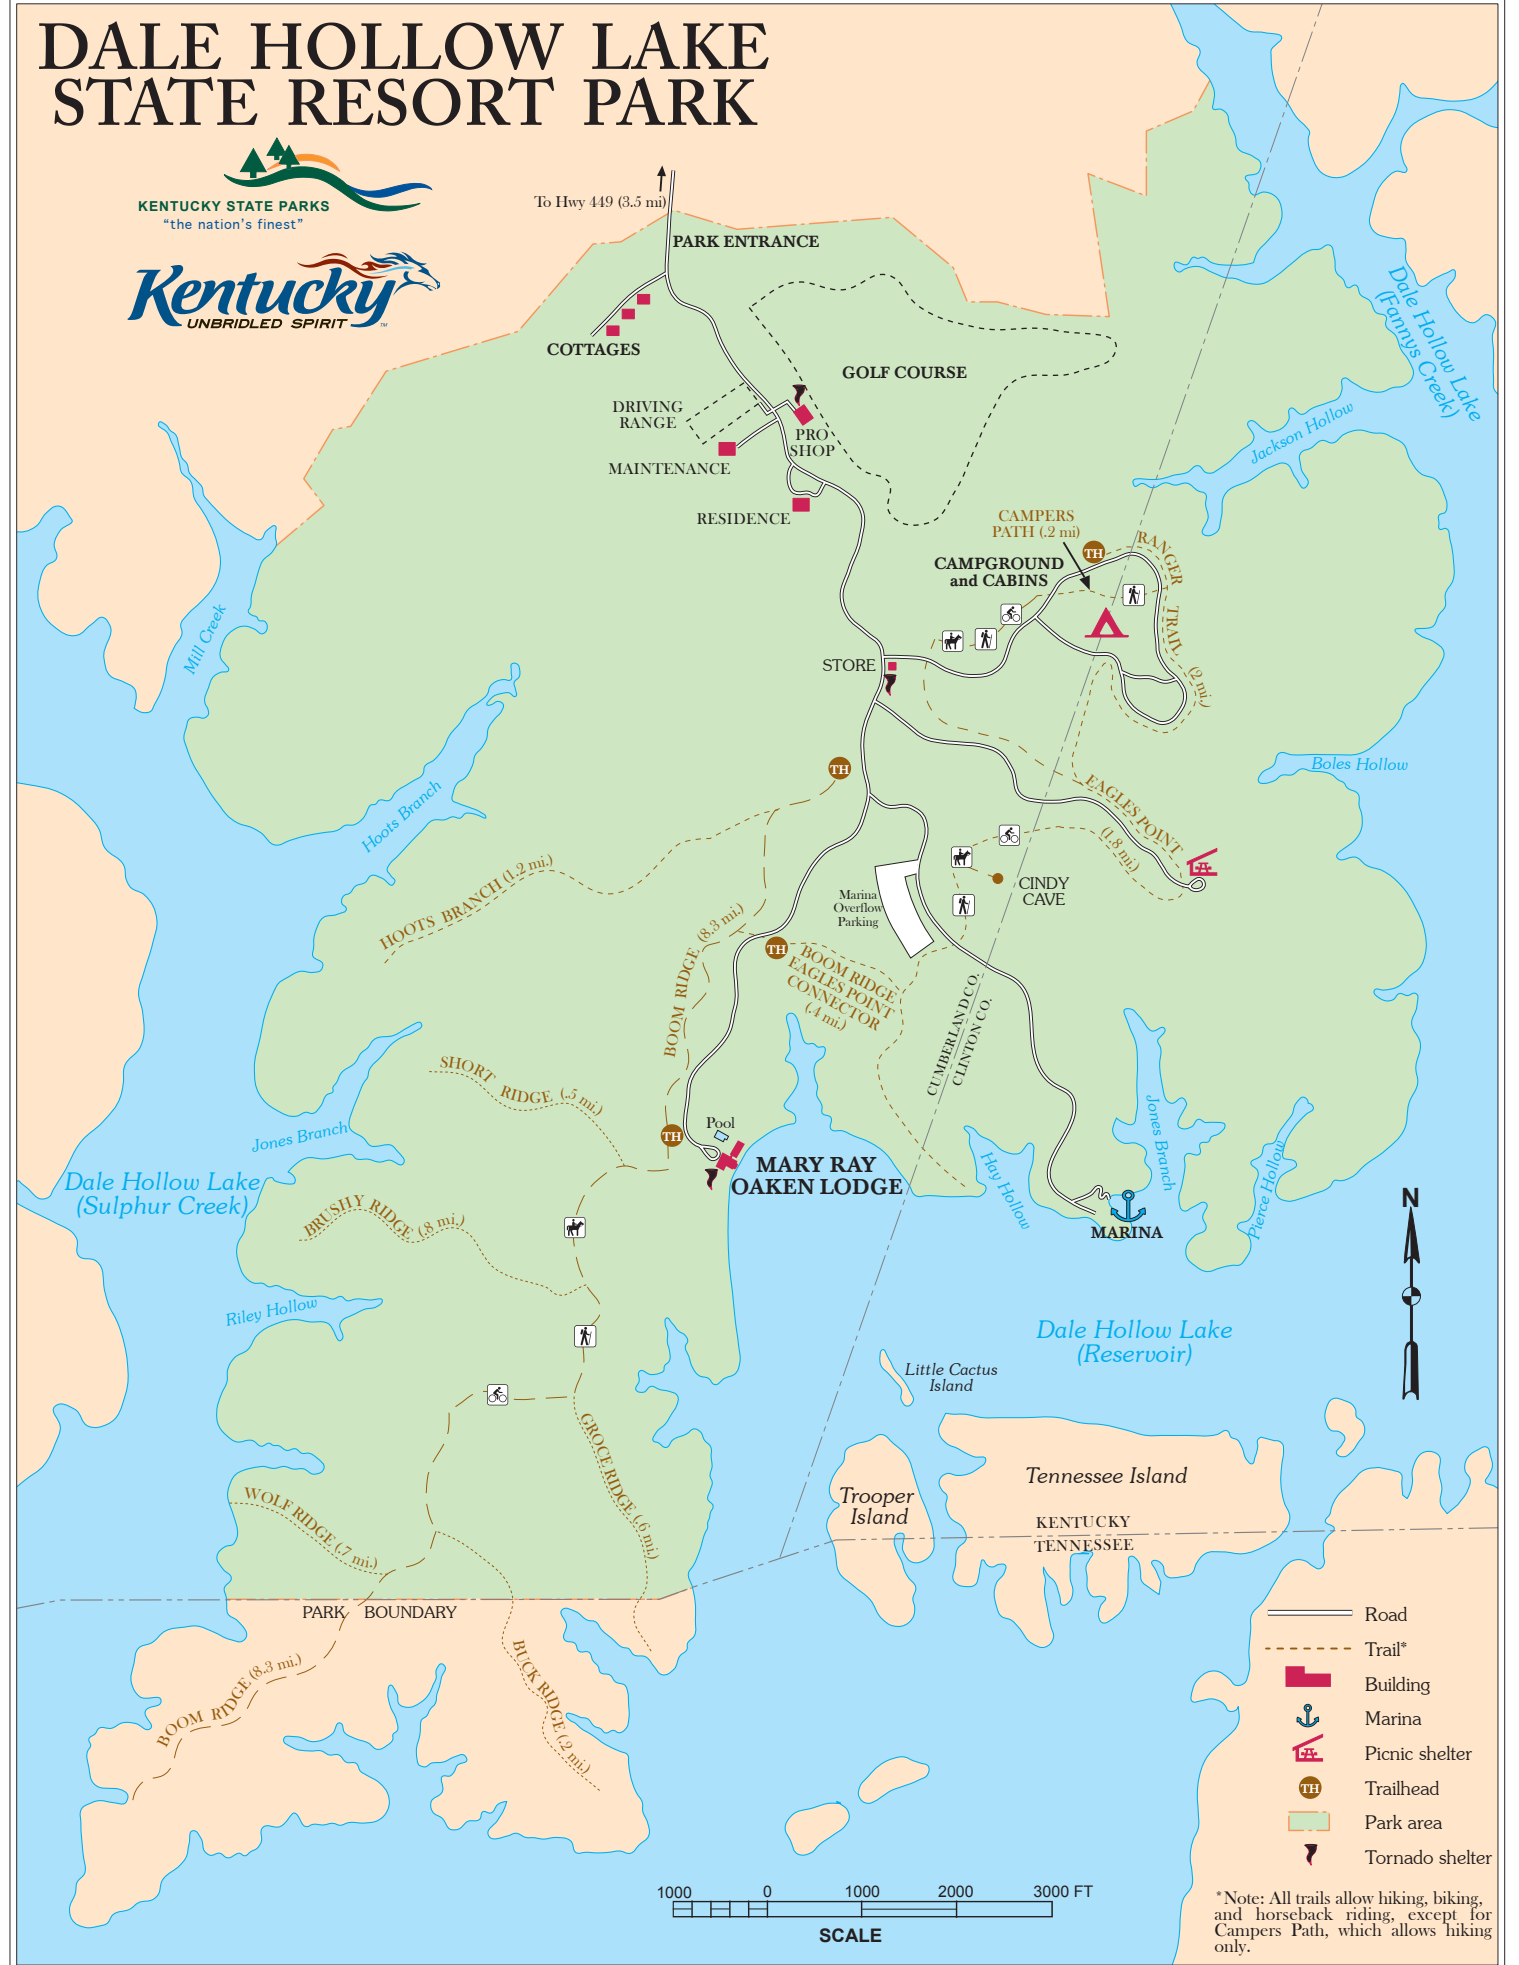 DALE HOLLOW LAKE
STATE RESORT PARK
KENTUCKY STATE PARKS
“the nation’s finest”
Kentucky
TM
UNBRIDLED SPIRIT
To Hwy 449 (3.5 mi)
PARK ENTRANCE
COTTAGES
GOLF COURSE
DRIVING
RANGE
PRO
SHOP
MAINTENANCE
RESIDENCE
Dale Hollow Lake
(Fannys Creek)
Jackson Hollow
CAMPERS
PATH (.2 mi)
TH
RANGER TRAIL (2 mi.)
CAMPGROUND
and CABINS
Mill Creek
STORE
TH
Boles Hollow
Hoots Branch
EAGLES POINT
(1.8 mi.)
HOOTS BRANCH (1.2 mi.)
CINDY
CAVE
Marina
Overflow
Parking
BOOM RIDGE (8.3 mi.)
TH
BOOM RIDGE
EAGLES POINT
CONNECTOR
(.4 mi.)
CUMBERLAND CO.
CLINTON CO.
SHORT RIDGE (.5 mi.)
Jones Branch
TH
Pool
MARY RAY
OAKEN LODGE
Hay Hollow
Jones Branch
Pierce Hollow
MARINA
Dale Hollow Lake
(Sulphur Creek)
BRUSHY RIDGE (.8 mi.)
Riley Hollow
N
Dale Hollow Lake
(Reservoir)
Little Cactus
Island
GROCE RIDGE (.6 mi.)
WOLF RIDGE (.7 mi.)
Trooper
Island
Tennessee Island
KENTUCKY
TENNESSEE
PARK BOUNDARY
BOOM RIDGE (8.3 mi.)
BUCK RIDGE (.2 mi.)
Road
Trail*
Building
Marina
Picnic shelter
TH Trailhead
Park area
Tornado shelter
1000 0 1000 2000 3000 FT
SCALE
*Note: All trails allow hiking, biking,
and horseback riding, except for
Campers Path, which allows hiking
only.